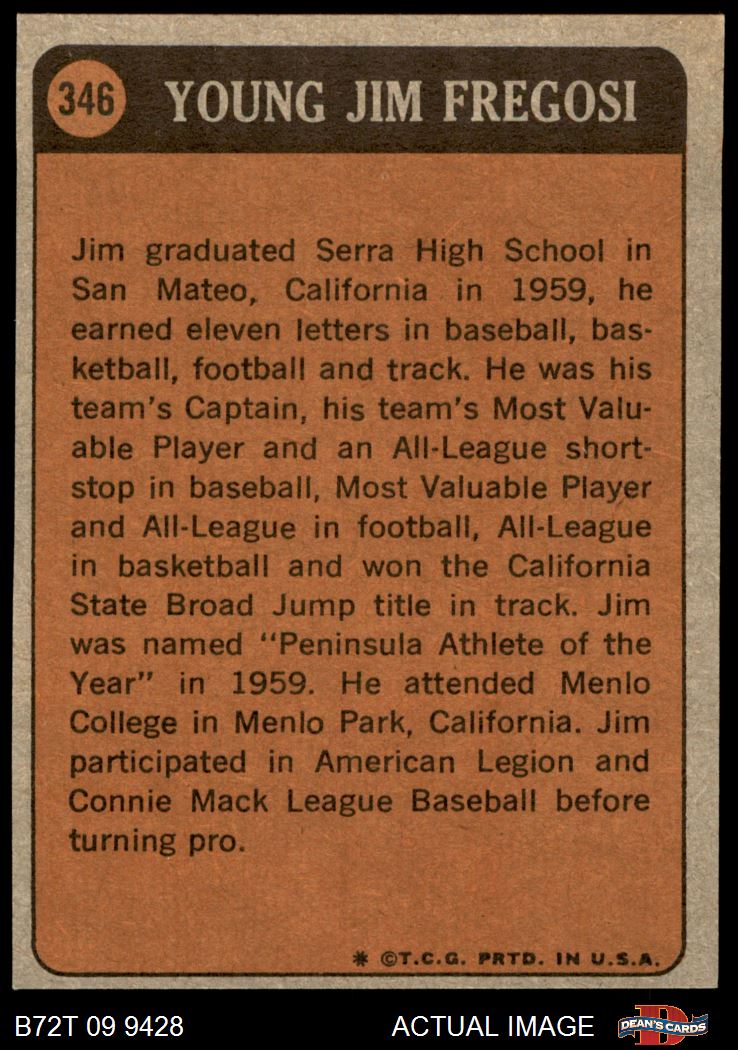 346 YOUNG JIM FREGOSI
Jim graduated Serra High School in
San Mateo, California in 1959, he
earned eleven letters in baseball, bas-
ketball, football and track. He was his
team's Captain, his team's Most Valu-
able Player and an All-League short-
stop in baseball, Most Valuable Player
and All-League in football, All-League
in basketball and won the California
State Broad Jump title in track. Jim
was named "Peninsula Athlete of the
Year" in 1959. He attended Menlo
College in Menlo Park, California. Jim
participated in American Legion and
Connie Mack League Baseball before
turning pro.
* ©T.C.G. PRTD. IN U.S.A.
B72T 09 9428 ACTUAL IMAGE D DEAN'S CARDS